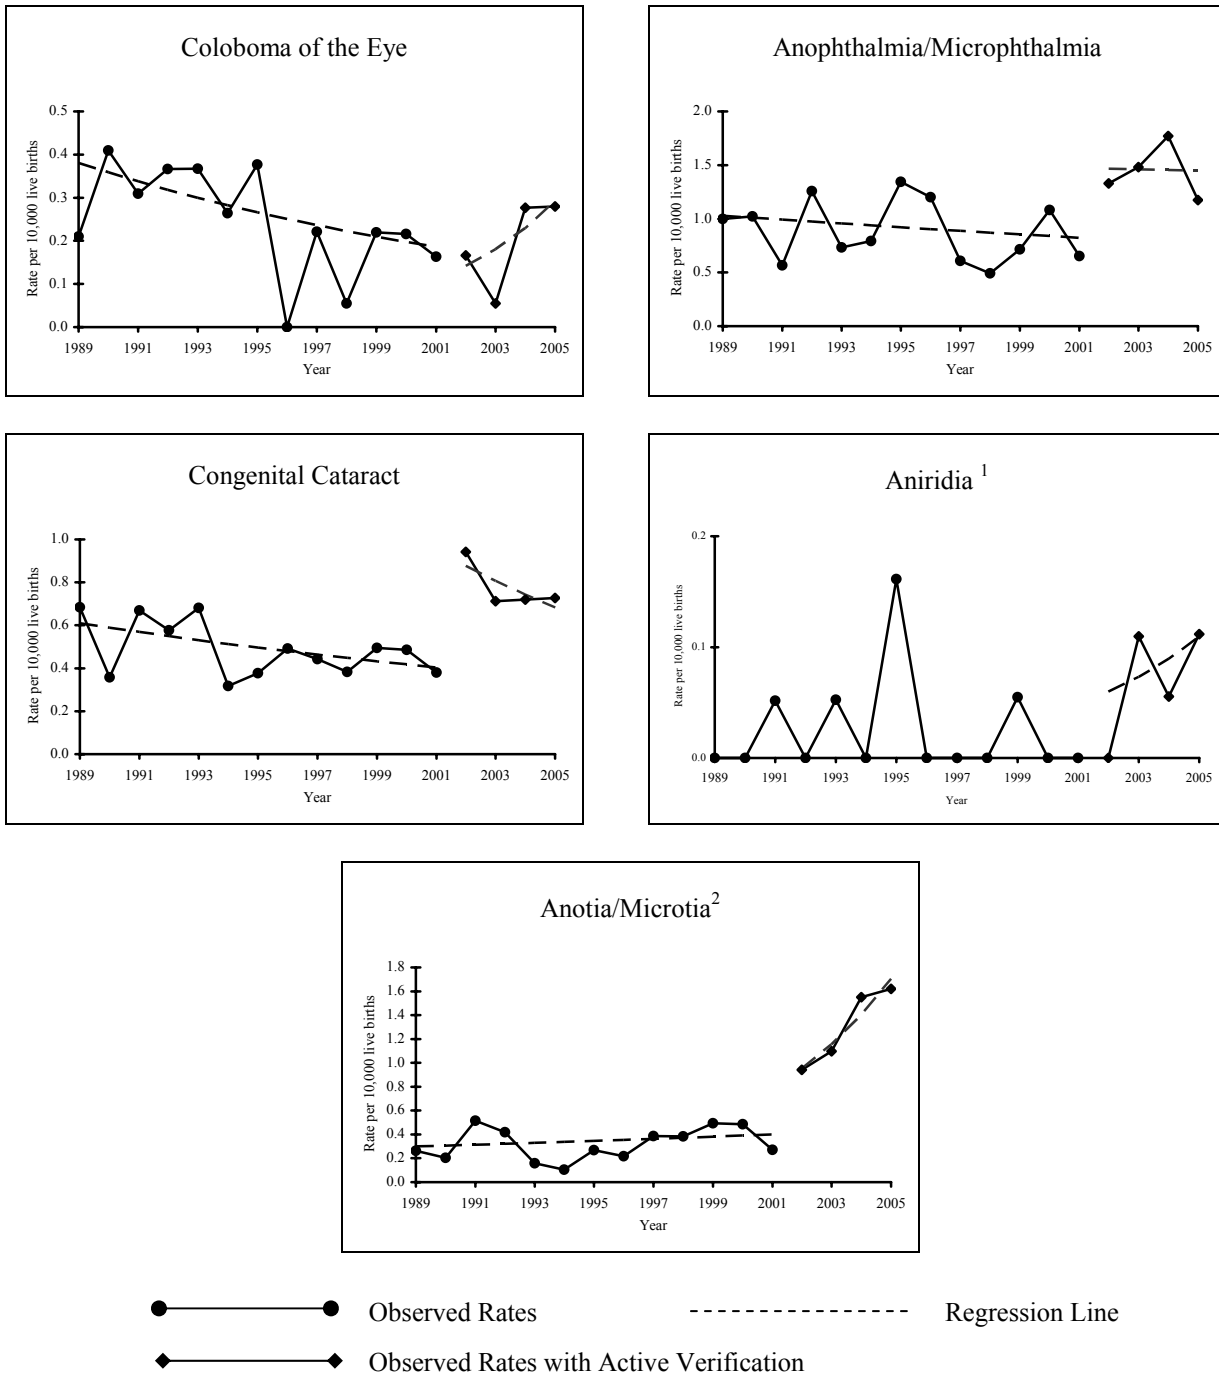 Coloboma of the Eye
Rate per 10,000 live births
0.5
0.4
0.3
0.2
0.1
0.0
1989 1991 1993 1995 1997 1999 2001 2003 2005
Year
Anophthalmia/Microphthalmia
Rate per 10,000 live births
2.0
1.5
1.0
0.5
0.0
1989 1991 1993 1995 1997 1999 2001 2003 2005
Year
Congenital Cataract
Rate per 10,000 live births
1.0
0.8
0.6
0.4
0.2
0.0
1989 1991 1993 1995 1997 1999 2001 2003 2005
Year
Aniridia 1
Rate per 10,000 live births
0.2
0.1
0.0
1989 1991 1993 1995 1997 1999 2001 2003 2005
Year
Anotia/Microtia2
Rate per 10,000 live births
1.8
1.6
1.4
1.2
1.0
0.8
0.6
0.4
0.2
0.0
1989 1991 1993 1995 1997 1999 2001 2003 2005
Year
Observed Rates
Regression Line
Observed Rates with Active Verification